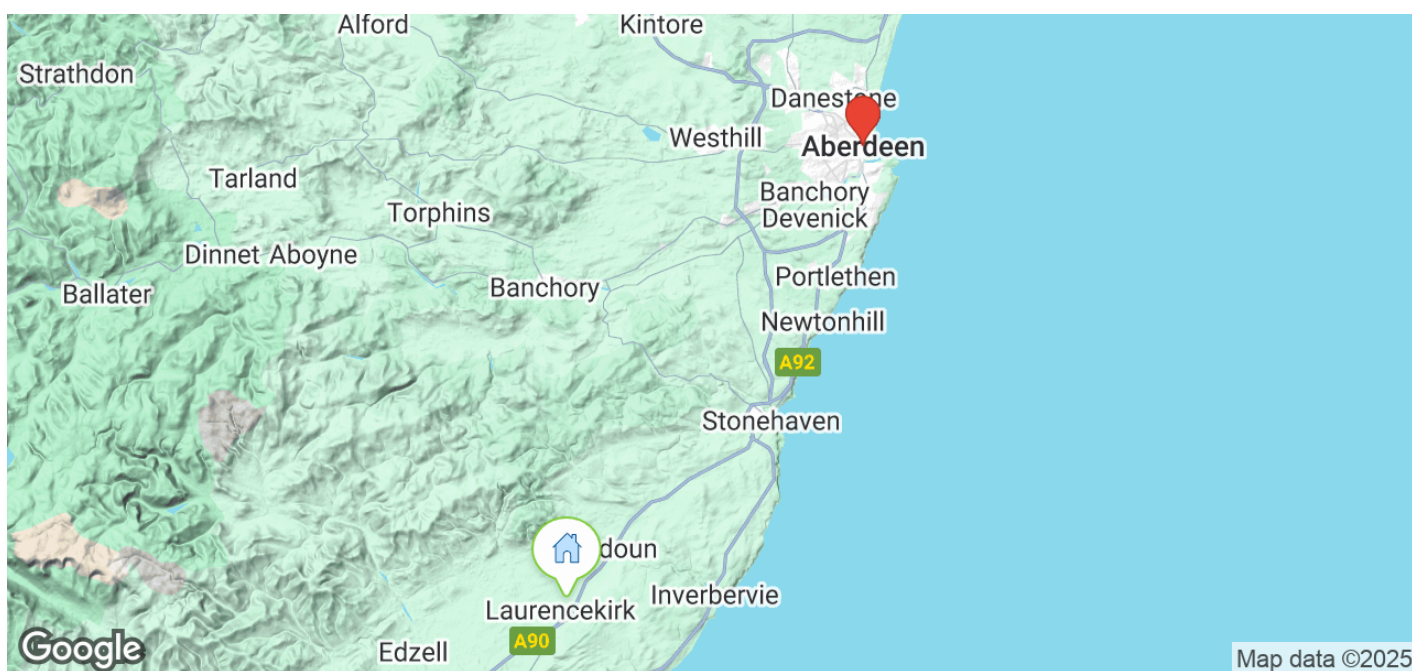 Alford
Kintore
Strathdon
Danestone
Westhill
Aberdeen
Tarland
Banchory
Devenick
Torphins
Dinnet
Aboyne
Portlethen
Ballater
Banchory
Newtonhill
A92
Stonehaven
doun
Inverbervie
Laurencekirk
A90
Edzell
Google
Map data ©2025